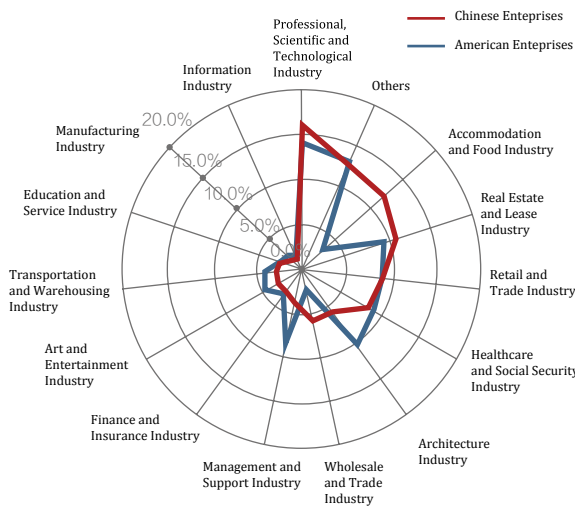 Chinese Enteprises
American Enteprises
Professional,
Scientific and
Technological
Industry
Others
Accommodation
and Food Industry
Real Estate
and Lease
Industry
Retail and
Trade Industry
Healthcare
and Social Security
Industry
Architecture
Industry
Wholesale
and Trade
Industry
Management and
Support Industry
Finance and
Insurance Industry
Art and
Entertainment
Industry
Transportation
and Warehousing
Industry
Education and
Service Industry
Manufacturing
Industry
Information
Industry
20.0%
15.0%
10.0%
5.0%
0.0%